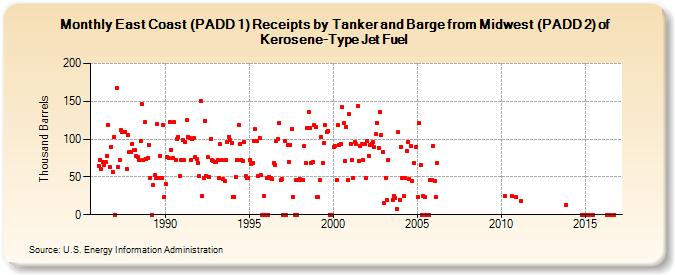 Monthly East Coast (PADD 1) Receipts by Tanker and Barge from Midwest (PADD 2) of
Kerosene-Type Jet Fuel
Thousand Barrels
200
150
100
50
0
1990
1995
2000
2005
2010
2015
Source: U.S. Energy Information Administration